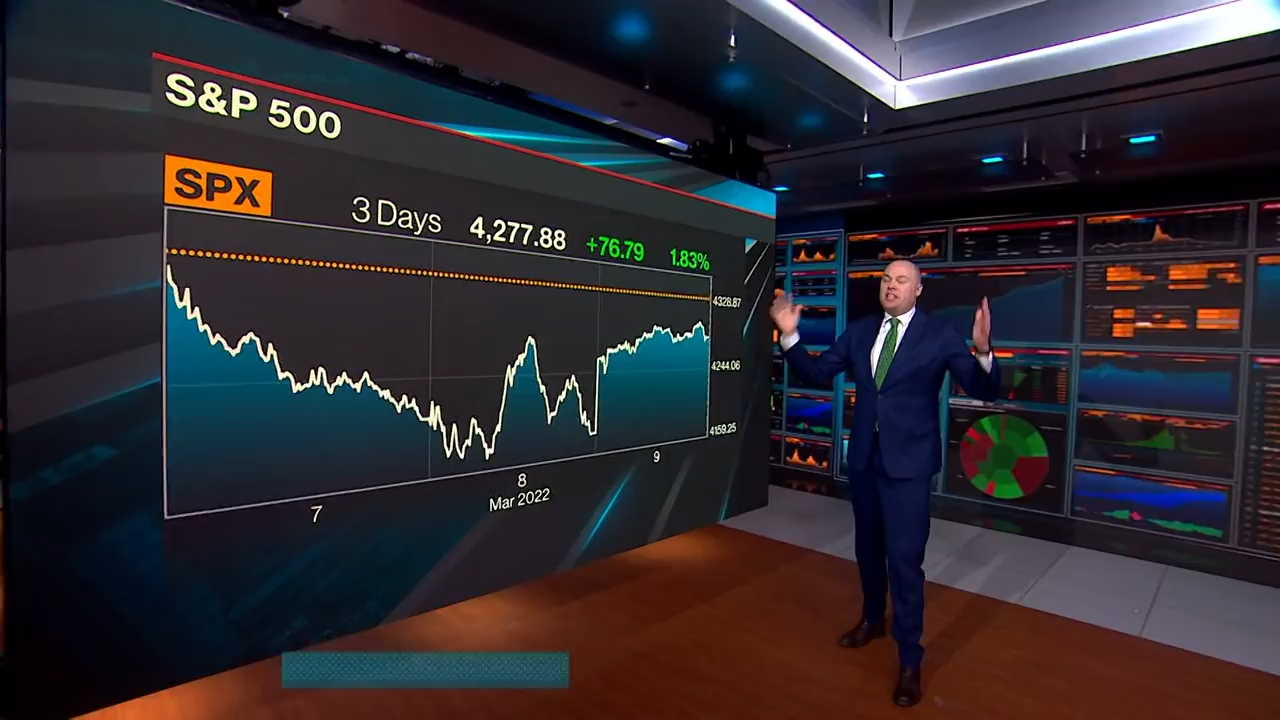 S&P 500
SPX
3 Days 4,277.88 +76.79 1.83%
4328.87
4244.06
4159.25
7
8
9
Mar 2022